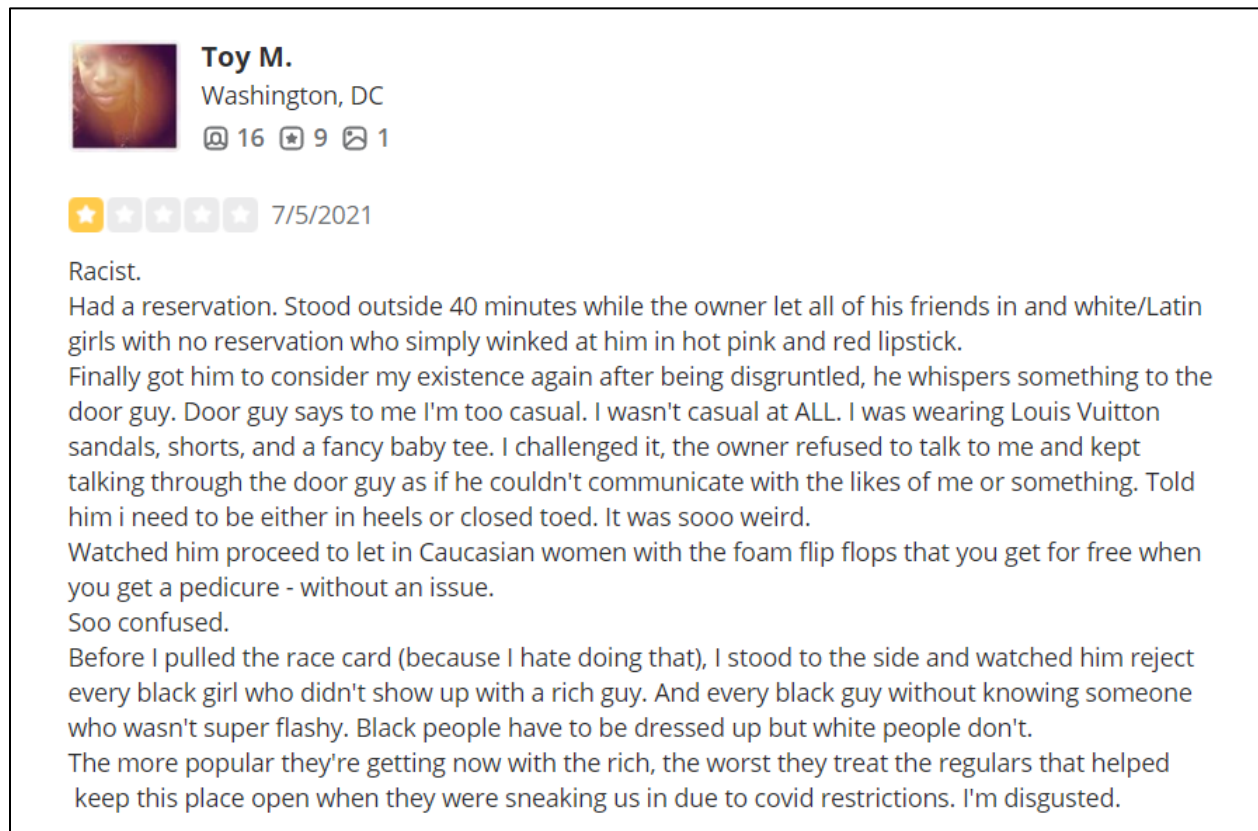 Toy M.
Washington, DC
16 9 1
7/5/2021
Racist.
Had a reservation. Stood outside 40 minutes while the owner let all of his friends in and white/Latin
girls with no reservation who simply winked at him in hot pink and red lipstick.
Finally got him to consider my existence again after being disgruntled, he whispers something to the
door guy. Door guy says to me I'm too casual. I wasn't casual at ALL. I was wearing Louis Vuitton
sandals, shorts, and a fancy baby tee. I challenged it, the owner refused to talk to me and kept
talking through the door guy as if he couldn't communicate with the likes of me or something. Told
him i need to be either in heels or closed toed. It was sooo weird.
Watched him proceed to let in Caucasian women with the foam flip flops that you get for free when
you get a pedicure - without an issue.
Soo confused.
Before I pulled the race card (because I hate doing that), I stood to the side and watched him reject
every black girl who didn't show up with a rich guy. And every black guy without knowing someone
who wasn't super flashy. Black people have to be dressed up but white people don't.
The more popular they're getting now with the rich, the worst they treat the regulars that helped
keep this place open when they were sneaking us in due to covid restrictions. I'm disgusted.